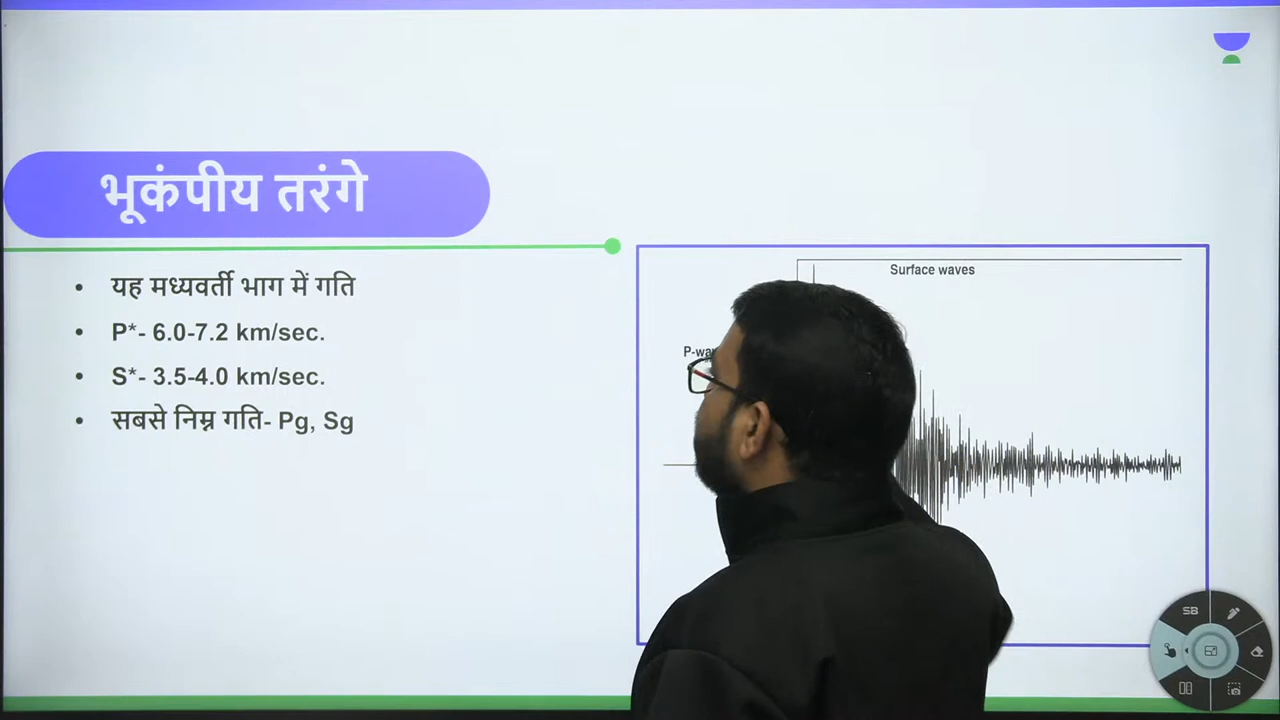 भूकंपीय तरंगे
• यह मध्यवर्ती भाग में गति
• P*- 6.0-7.2 km/sec.
• S*- 3.5-4.0 km/sec.
• सबसे निम्न गति- Pg, Sg
Surface waves
SB